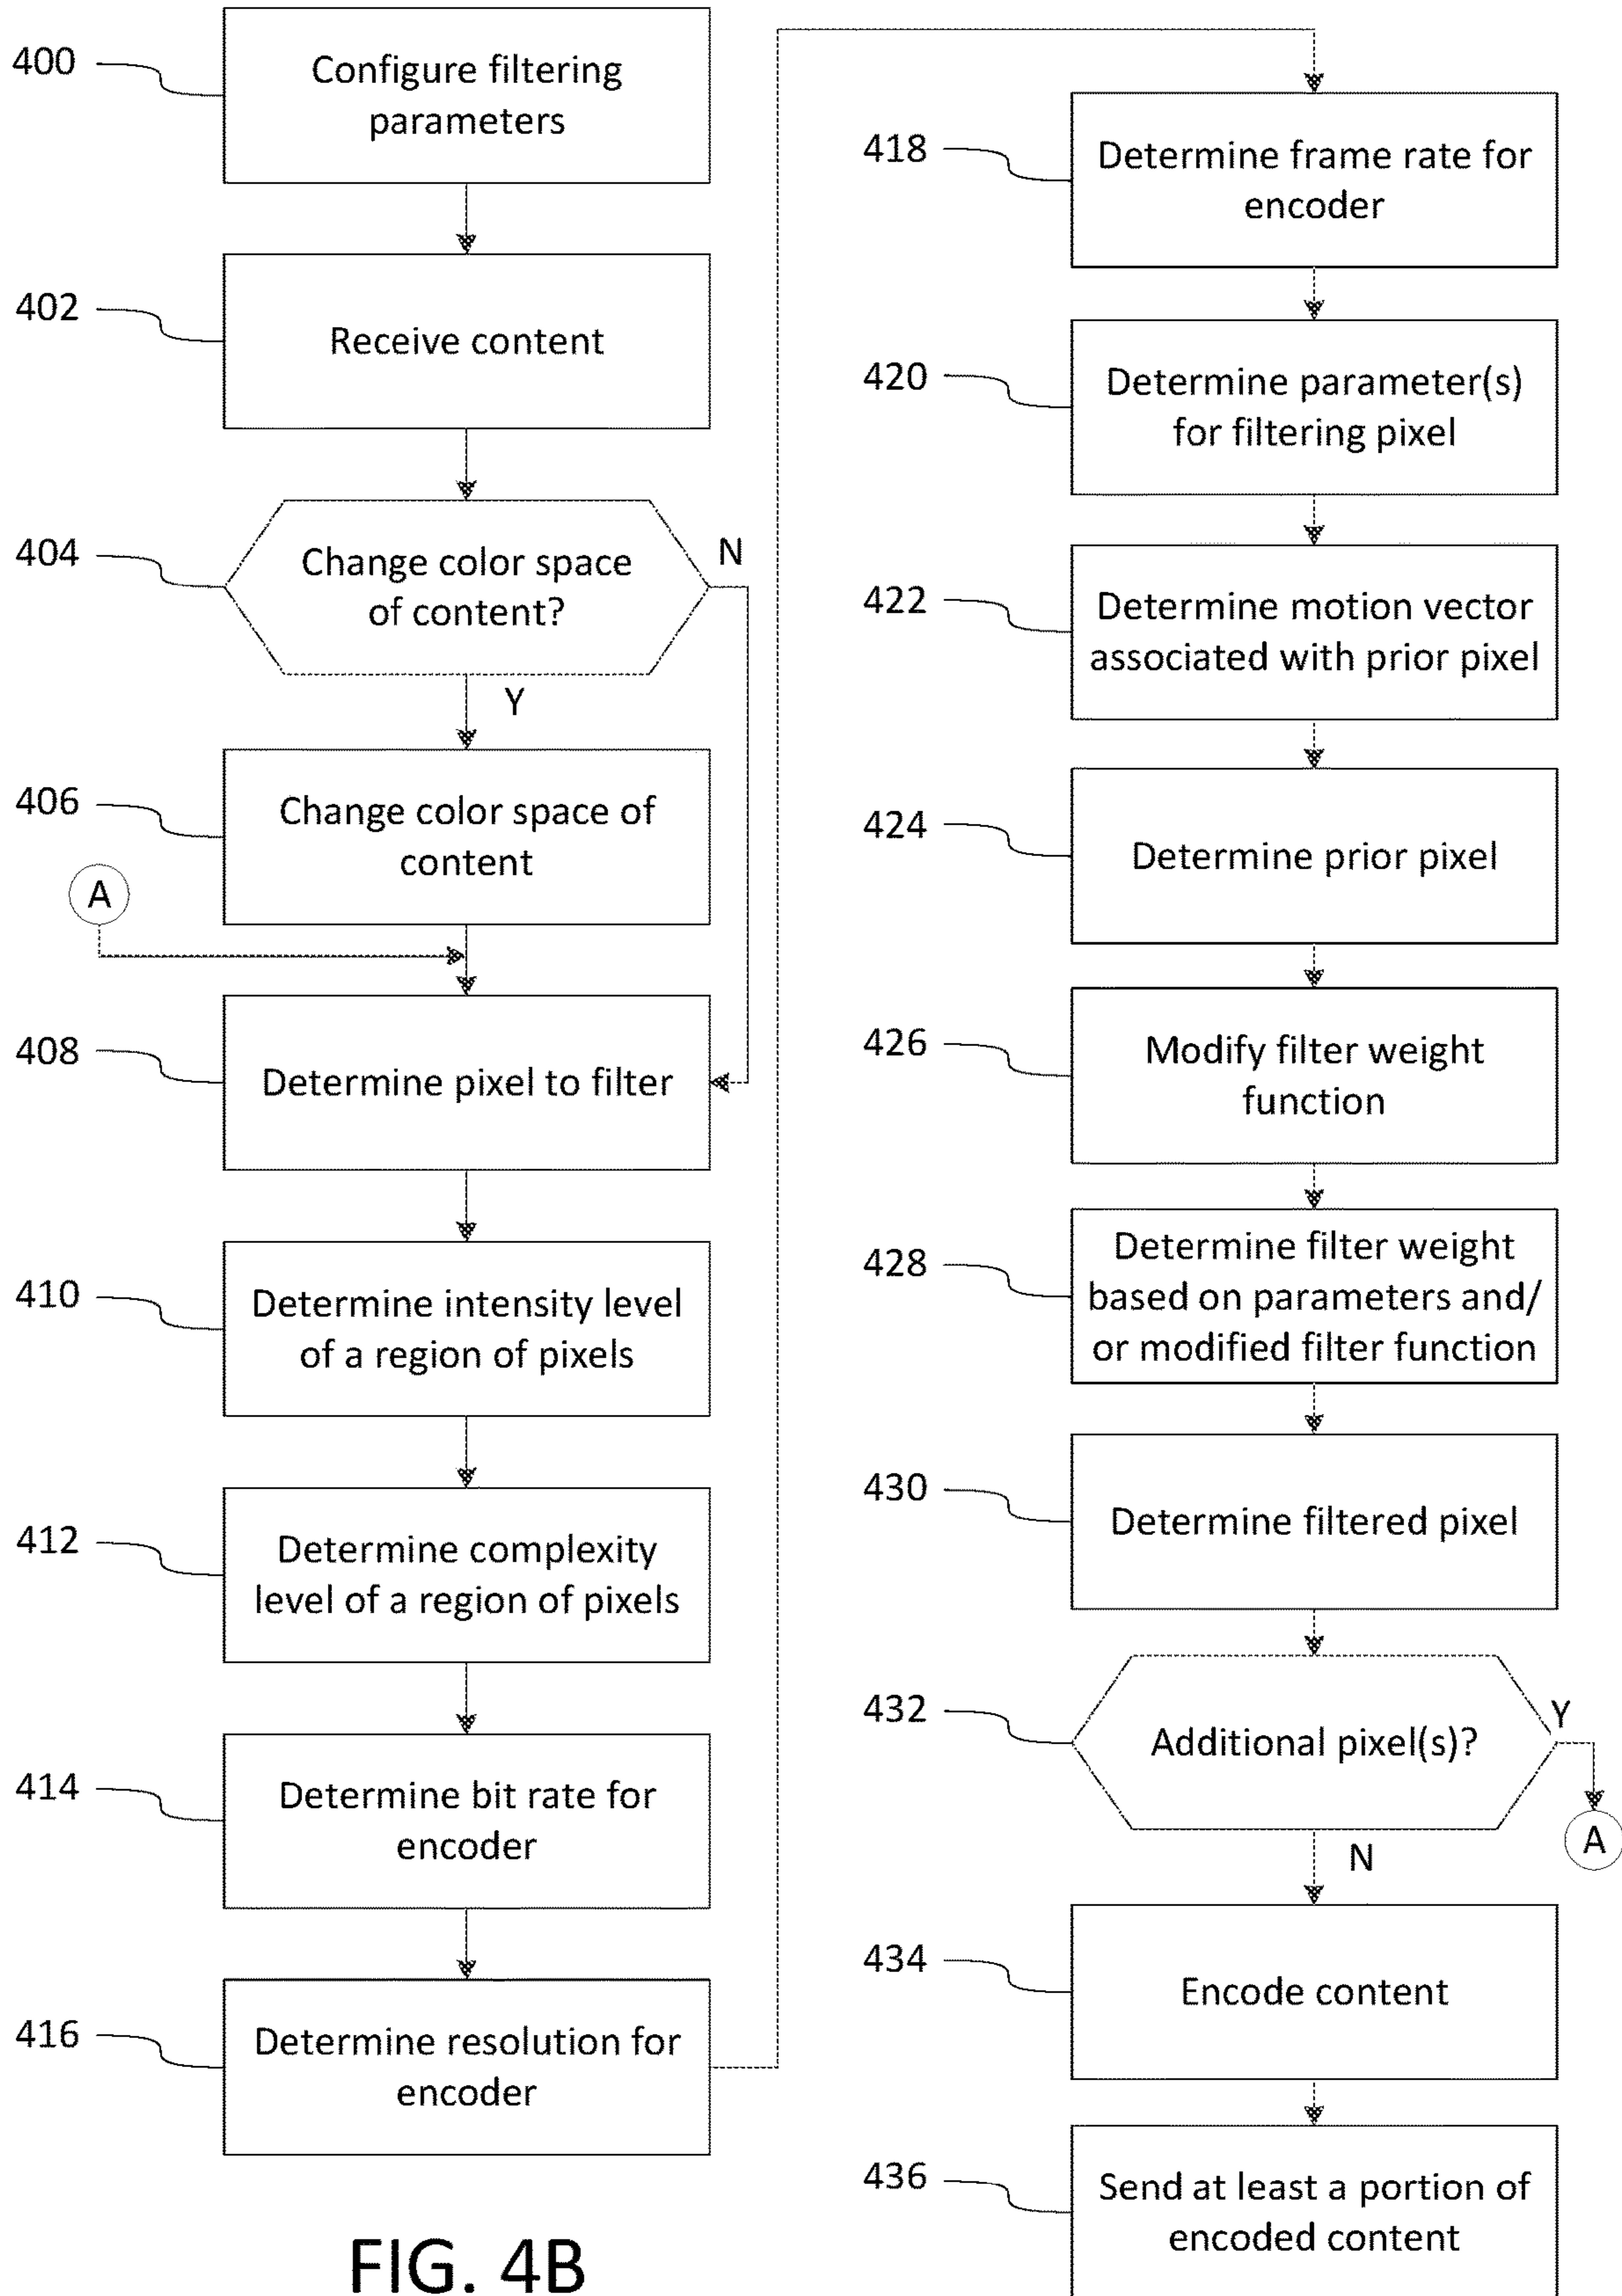 400
Configure filtering
parameters
402
Receive content
404
Change color space
of content?
N
Y
406
Change color space of
content
A
408
Determine pixel to filter
410
Determine intensity level
of a region of pixels
412
Determine complexity
level of a region of pixels
414
Determine bit rate for
encoder
416
Determine resolution for
encoder
418
Determine frame rate for
encoder
420
Determine parameter(s)
for filtering pixel
422
Determine motion vector
associated with prior pixel
424
Determine prior pixel
426
Modify filter weight
function
428
Determine filter weight
based on parameters and/
or modified filter function
430
Determine filtered pixel
432
Additional pixel(s)?
Y
A
N
434
Encode content
436
Send at least a portion of
encoded content
FIG. 4B